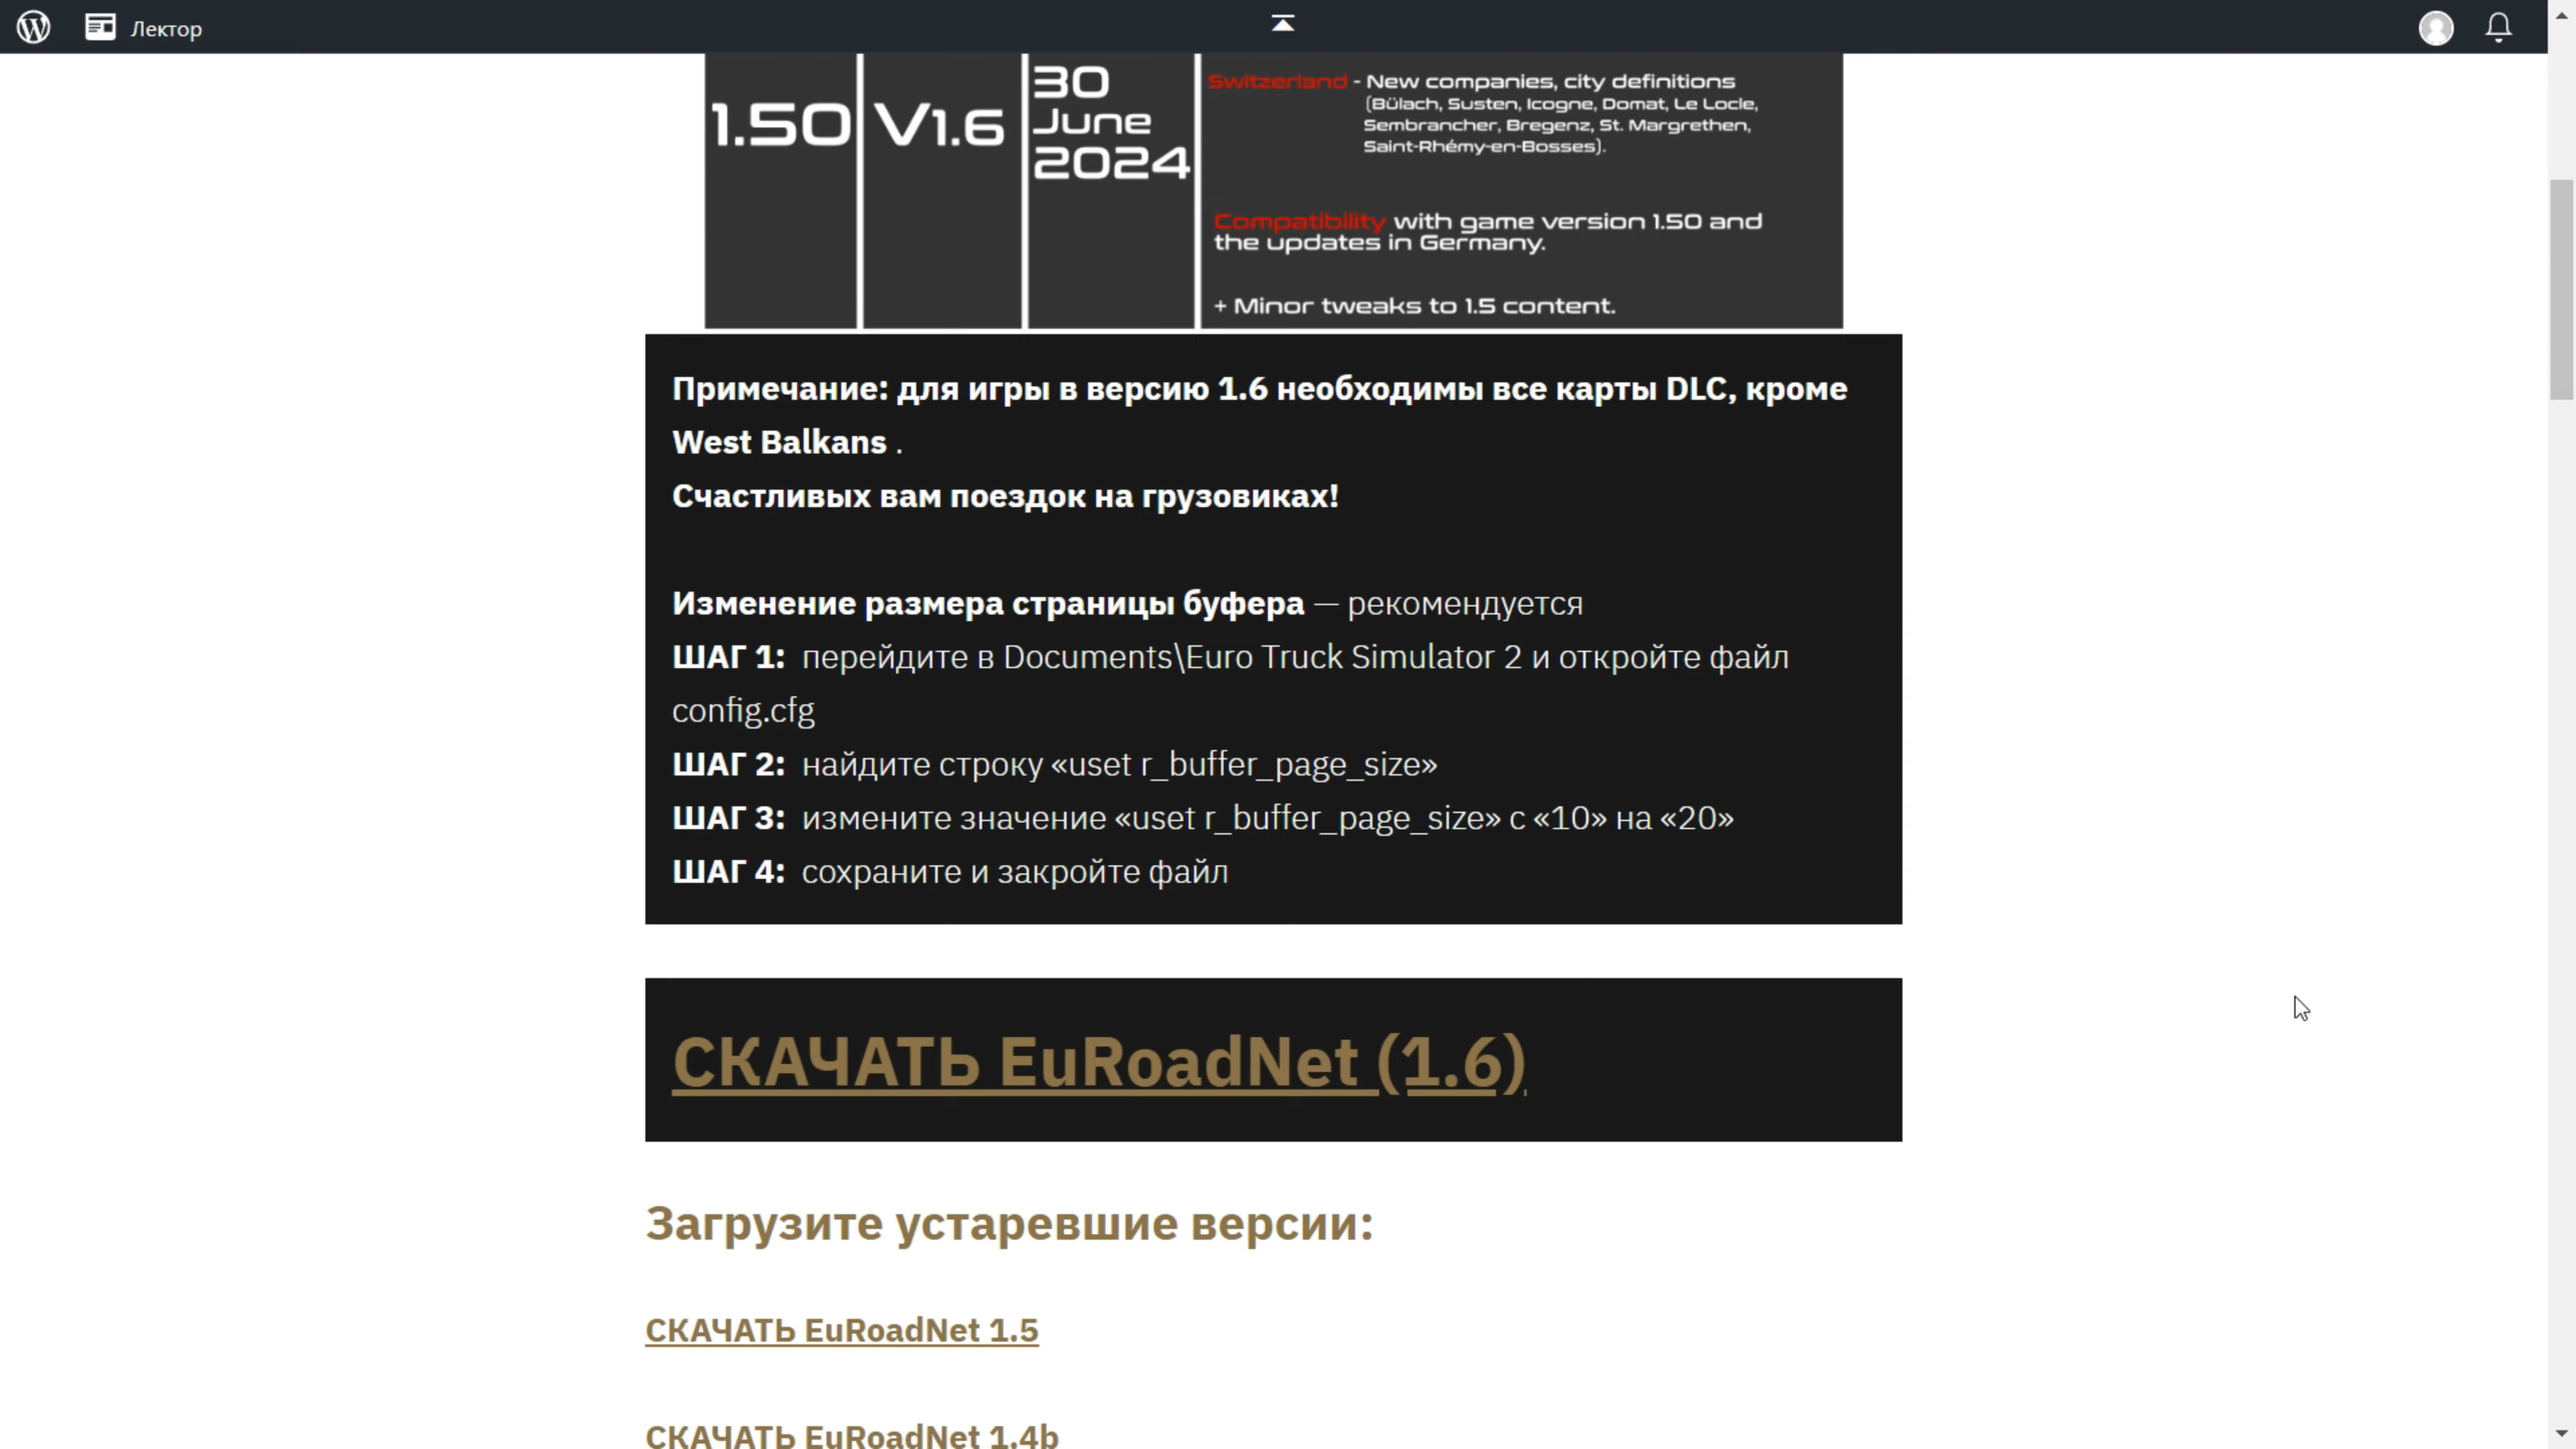 Лектор
1.50
V1.6
30
June
2024
Switzerland - New companies, city definitions
(Bülach, Susten, Icogne, Domat, Le Locle,
Sembrancher, Bregenz, St. Margrethen,
Saint-Rhémy-en-Bosses).
Compatibility with game version 1.50 and
the updates in Germany.
+ Minor tweaks to 1.5 content.
Примечание: для игры в версию 1.6 необходимы все карты DLC, кроме
West Balkans .
Счастливых вам поездок на грузовиках!
Изменение размера страницы буфера — рекомендуется
ШАГ 1: перейдите в Documents\Euro Truck Simulator 2 и откройте файл
config.cfg
ШАГ 2: найдите строку «uset r_buffer_page_size»
ШАГ 3: измените значение «uset r_buffer_page_size» с «10» на «20»
ШАГ 4: сохраните и закройте файл
СКАЧАТЬ EuRoadNet (1.6)
Загрузите устаревшие версии:
СКАЧАТЬ EuRoadNet 1.5
СКАЧАТЬ EuRoadNet 1.4b